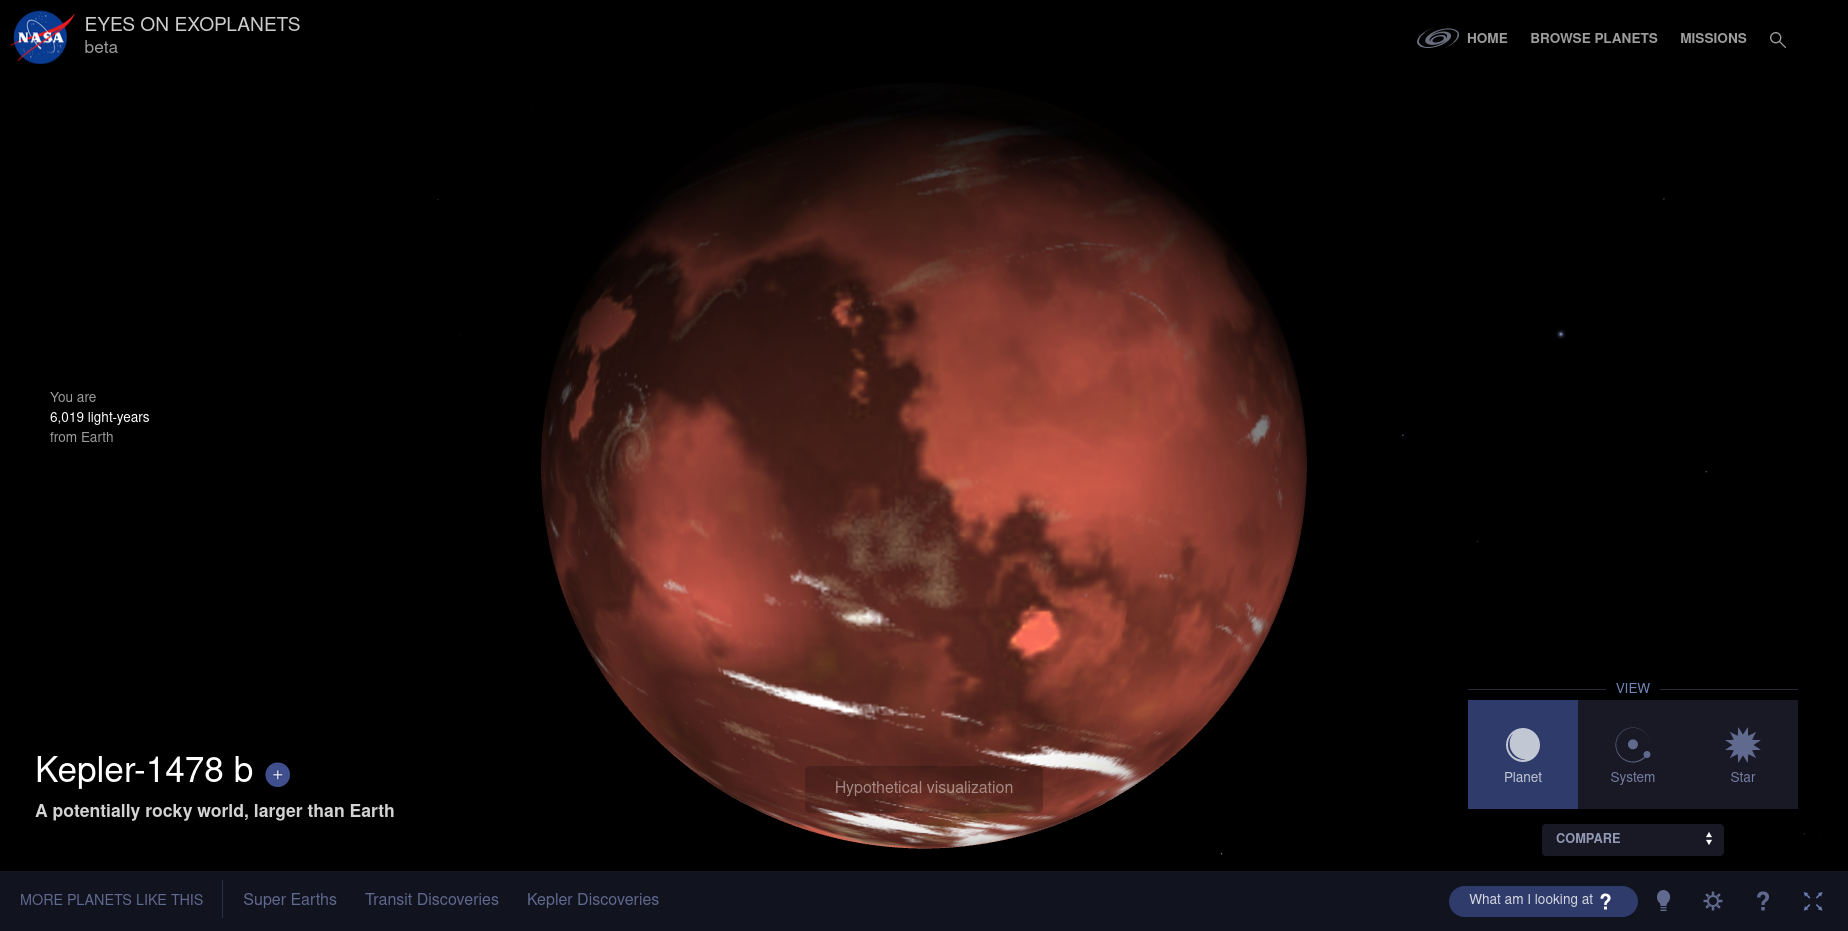 NASA
EYES ON EXOPLANETS
beta
HOME
BROWSE PLANETS
MISSIONS
You are
6,019 light-years
from Earth
Kepler-1478 b +
A potentially rocky world, larger than Earth
Hypothetical visualization
VIEW
Planet
System
Star
COMPARE
MORE PLANETS LIKE THIS
Super Earths
Transit Discoveries
Kepler Discoveries
What am I looking at ?
?